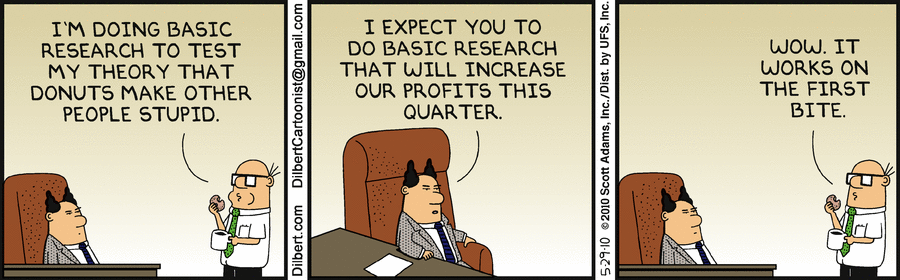 I'M DOING BASIC
RESEARCH TO TEST
MY THEORY THAT
DONUTS MAKE OTHER
PEOPLE STUPID.
Dilbert.com DilbertCartoonist@gmail.com
I EXPECT YOU TO
DO BASIC RESEARCH
THAT WILL INCREASE
OUR PROFITS THIS
QUARTER.
5-29-10 © 2010 Scott Adams, Inc./Dist. by UFS, Inc.
WOW. IT
WORKS ON
THE FIRST
BITE.